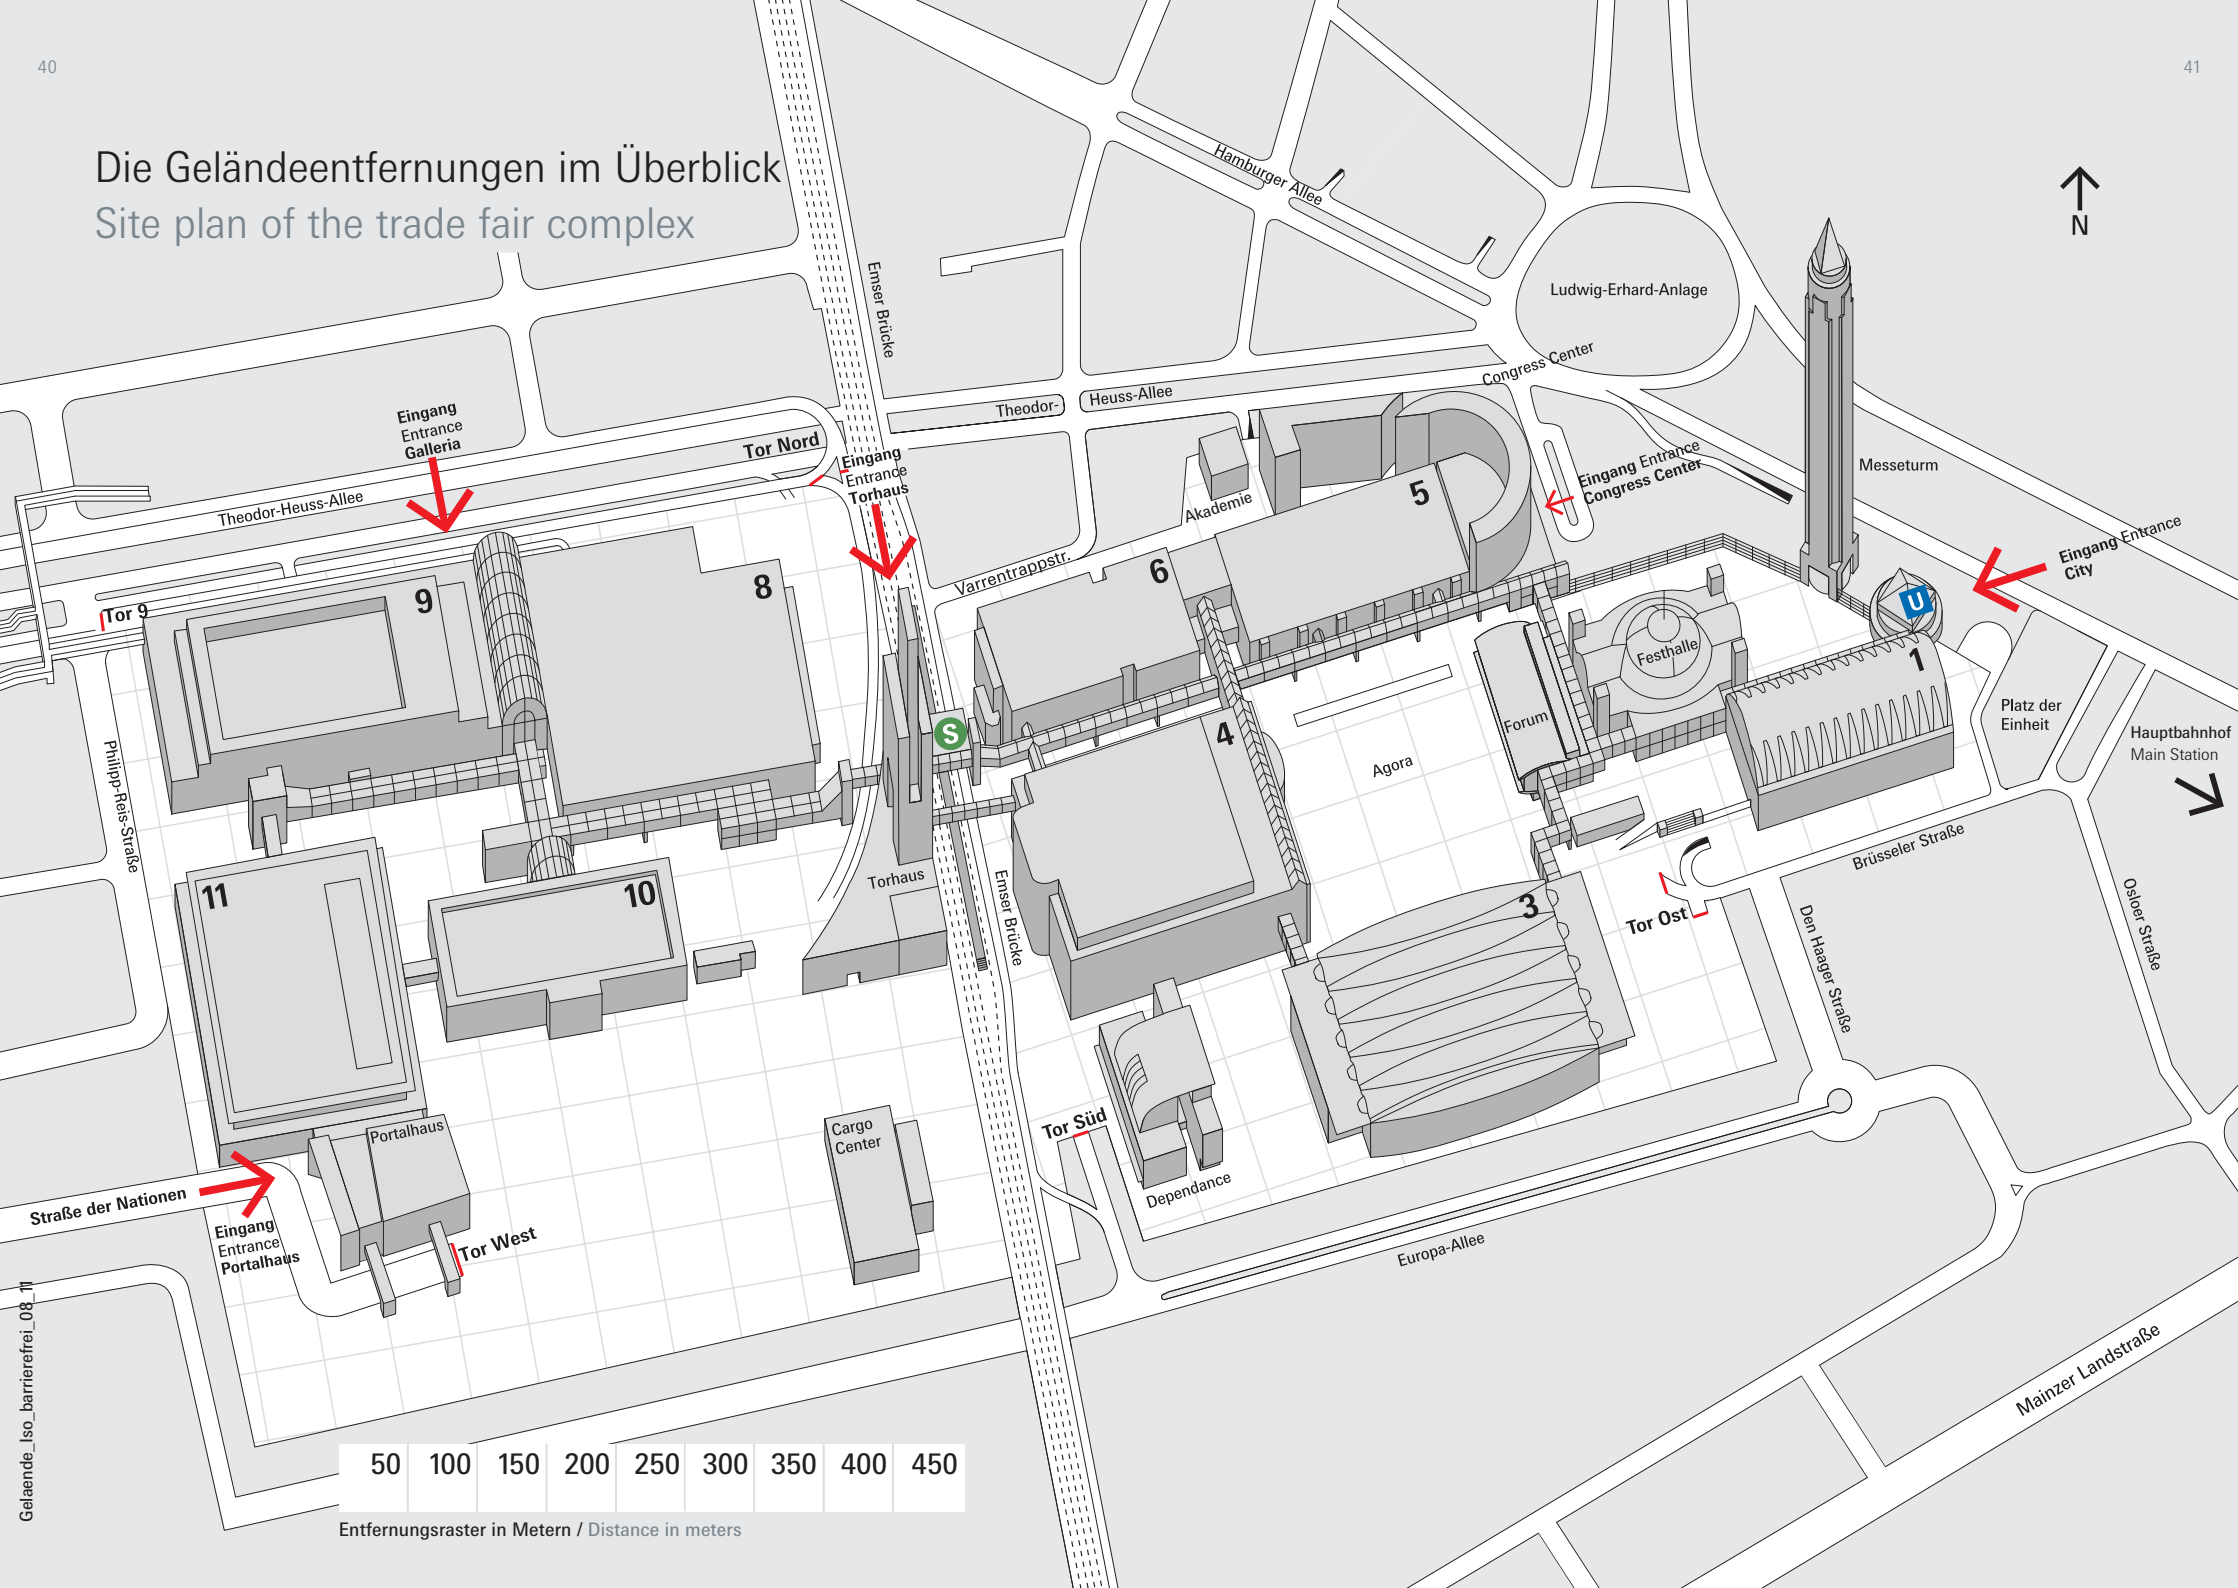 40
41
Die Geländeentfernungen im Überblick
Site plan of the trade fair complex
N
Hamburger Allee
Emser Brücke
Ludwig-Erhard-Anlage
Congress Center
Theodor-
Heuss-Allee
Eingang
Entrance
Galleria
Tor Nord
Eingang
Entrance
Torhaus
Theodor-Heuss-Allee
Akademie
5
Eingang Entrance
Congress Center
Messeturm
Eingang Entrance
City
Varrentrappstr.
6
8
9
Tor 9
U
Festhalle
1
Forum
Platz der
Einheit
Hauptbahnhof
Main Station
S
4
Agora
Philipp-Reis-Straße
Brüsseler Straße
Torhaus
Emser Brücke
11
10
3
Tor Ost
Den Haager Straße
Osloer Straße
Portalhaus
Cargo
Center
Tor Süd
Dependance
Straße der Nationen
Eingang
Entrance
Portalhaus
Tor West
Europa-Allee
Mainzer Landstraße
Gelaende_Iso_barrierefrei_08_11
50 100 150 200 250 300 350 400 450
Entfernungsraster in Metern / Distance in meters